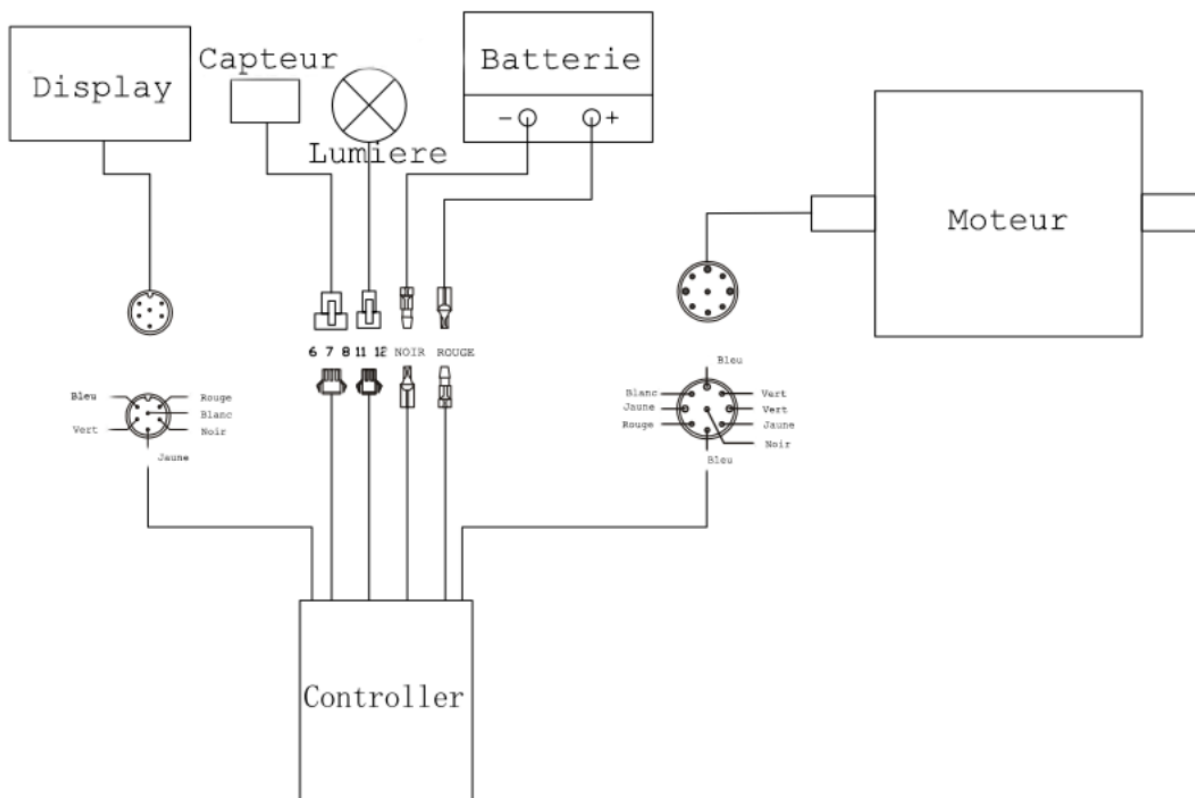 Display
Capteur
Lumiere
Batterie
- +
Moteur
6 7 8 11 12 NOIR ROUGE
Bleu
Rouge
Blanc
Vert
Noir
Jaune
Bleu
Blanc
Vert
Jaune
Vert
Rouge
Jaune
Noir
Bleu
Controller